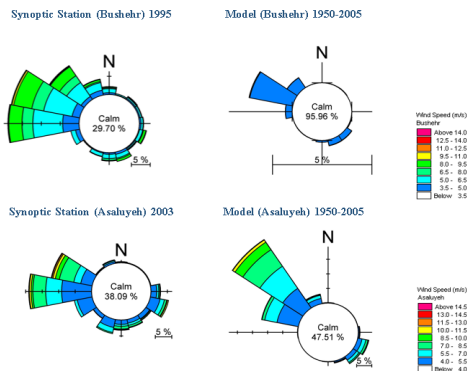 Synoptic Station (Bushehr) 1995
Model (Bushehr) 1950-2005
N
Calm
29.70 %
5 %
N
Calm
95.96 %
5 %
Wind Speed (m/s)
Bushehr
Above 14.0
12.5 - 14.0
11.0 - 12.5
9.5 - 11.0
8.0 - 9.5
6.5 - 8.0
5.0 - 6.5
3.5 - 5.0
Below 3.5
Synoptic Station (Asaluyeh) 2003
Model (Asaluyeh) 1950-2005
N
Calm
38.09 %
5 %
N
Calm
47.51 %
5 %
Wind Speed (m/s)
Asaluyeh
Above 14.5
13.0 - 14.5
11.5 - 13.0
10.0 - 11.5
8.5 - 10.0
7.0 - 8.5
5.5 - 7.0
4.0 - 5.5
Below 4.0